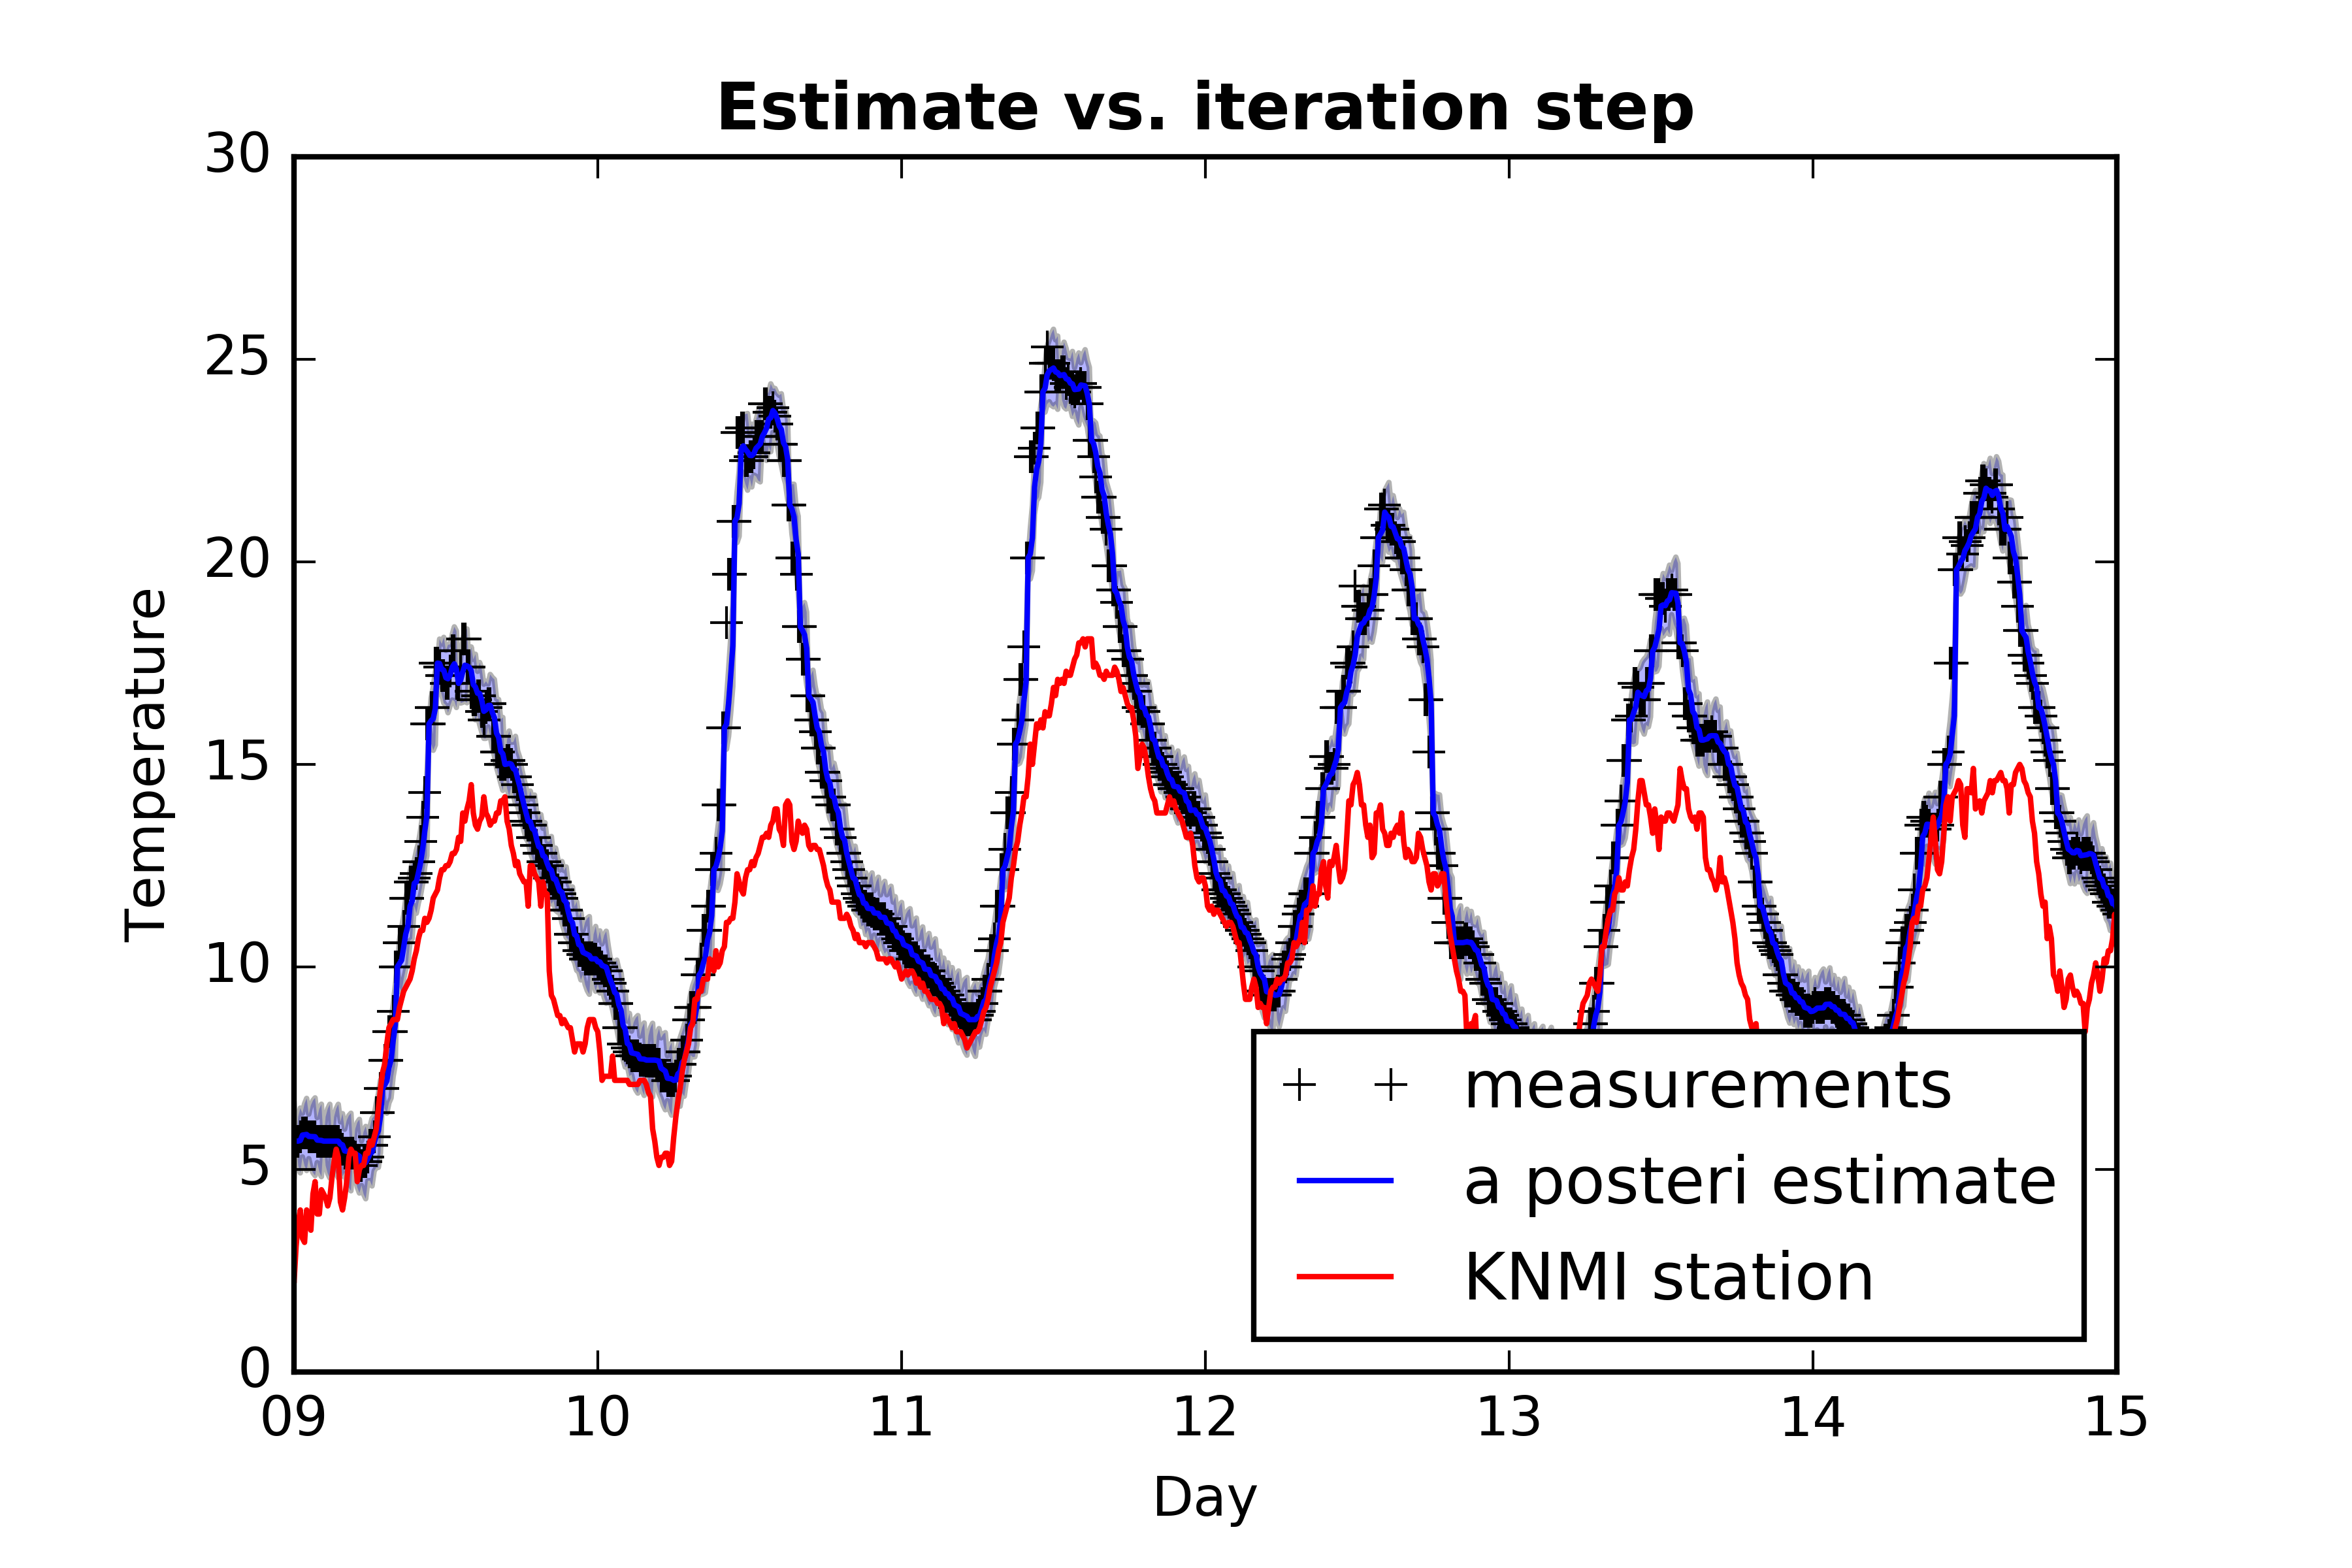 Estimate vs. iteration step
30
25
20
15
10
5
0
Temperature
09 10 11 12 13 14 15
Day
measurements
a posteri estimate
KNMI station